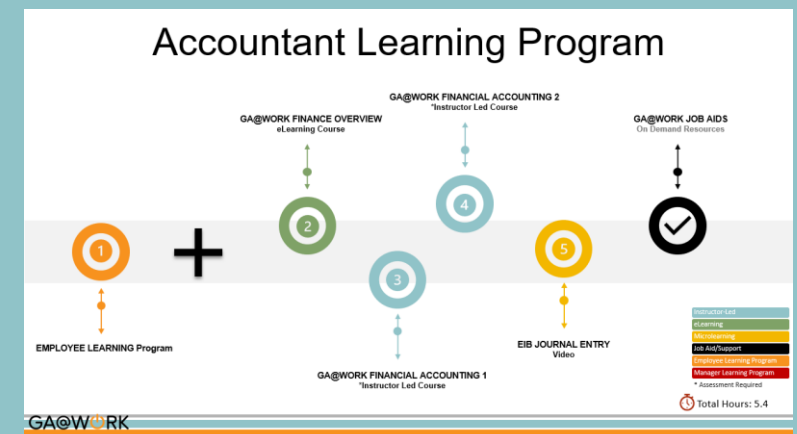 Accountant Learning Program
GA@WORK FINANCIAL ACCOUNTING 2
*Instructor Led Course
GA@WORK FINANCE OVERVIEW
eLearning Course
GA@WORK JOB AIDS
On Demand Resources
1
2
3
4
5
EMPLOYEE LEARNING Program
GA@WORK FINANCIAL ACCOUNTING 1
*Instructor Led Course
EIB JOURNAL ENTRY
Video
Instructor-Led
eLearning
Microlearning
Job Aid/Support
Employee Learning Program
Manager Learning Program
* Assessment Required
Total Hours: 5.4
GA@WORK